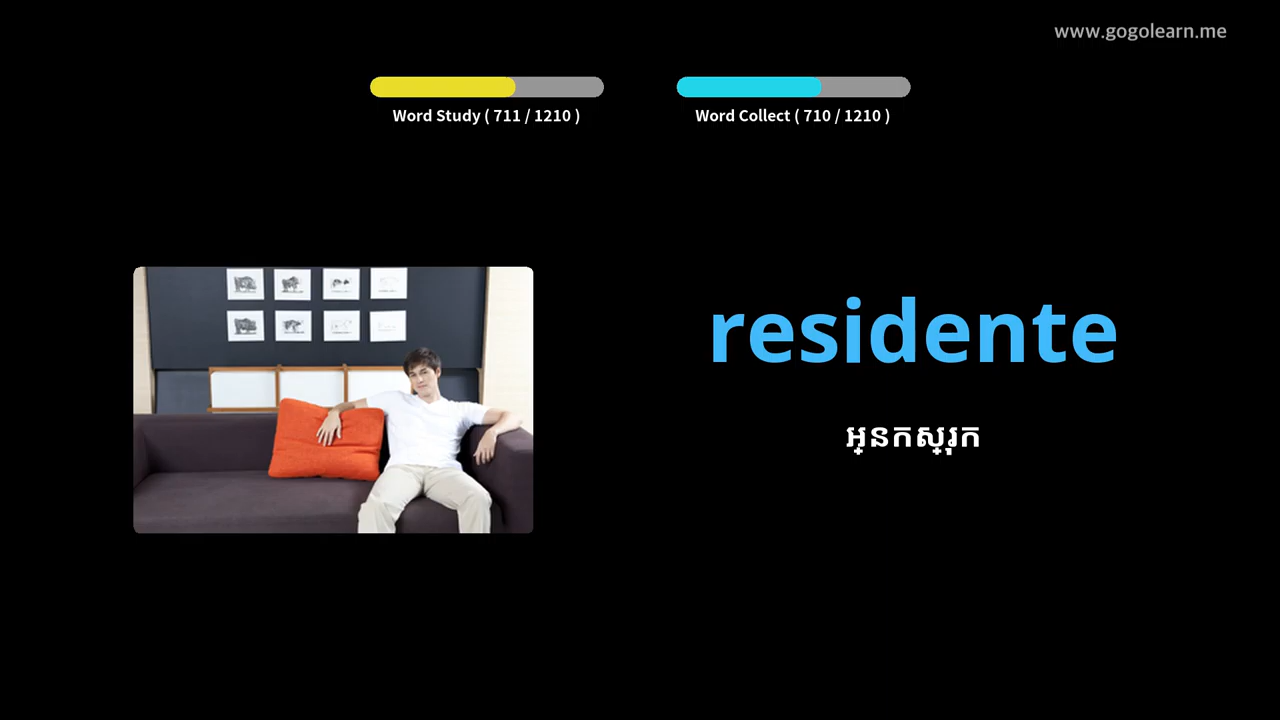 www.gogolearn.me
Word Study ( 711 / 1210 )
Word Collect ( 710 / 1210 )
residente
អ្នកស្រុក